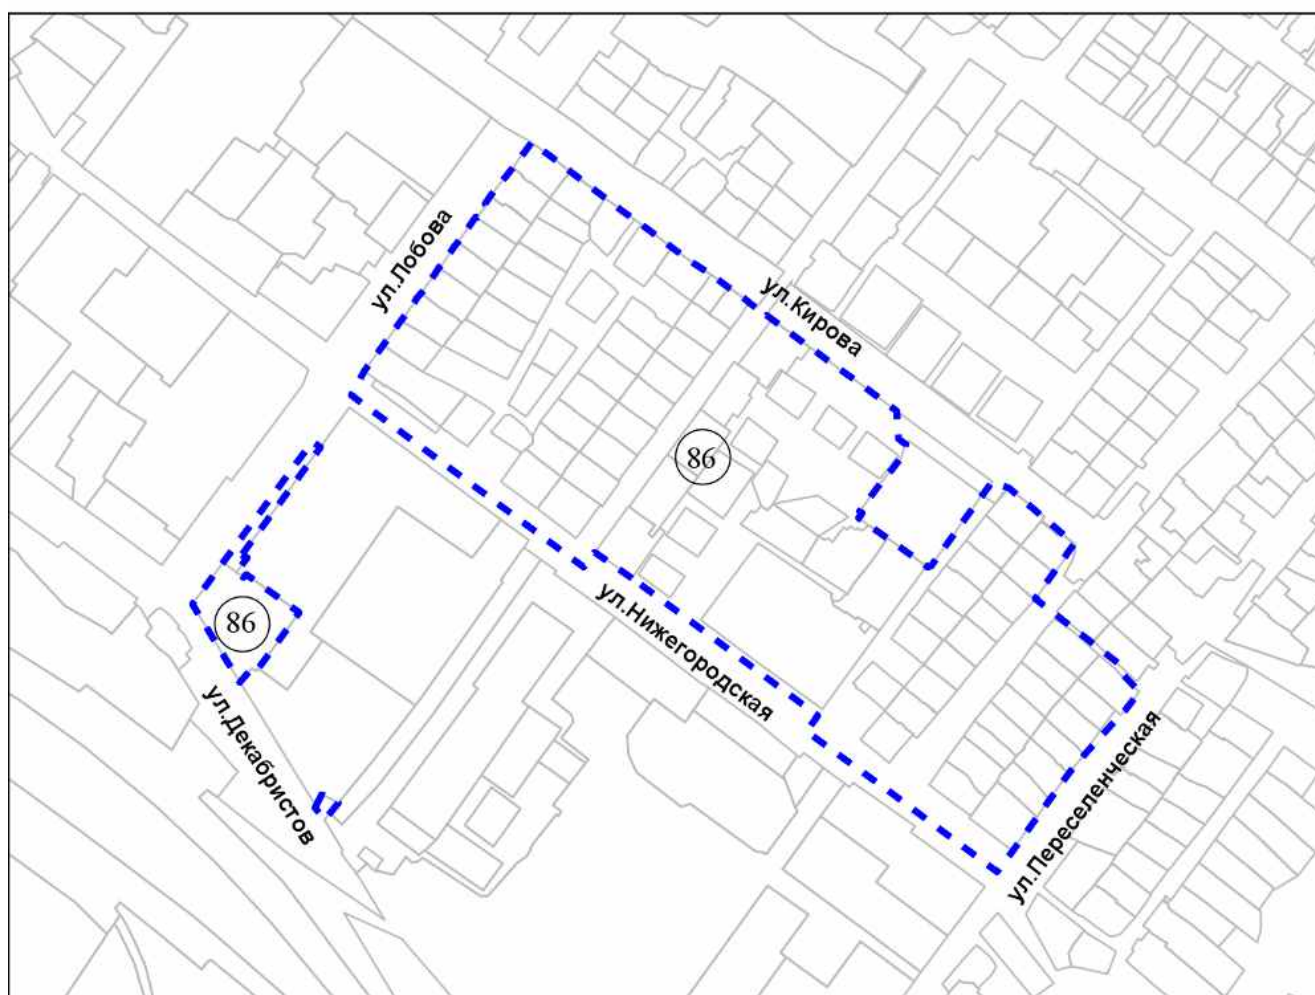 ул.Лобова
ул.Кирова
86
ул.Нижегородская
86
ул.Декабристов
ул.Переселенческая